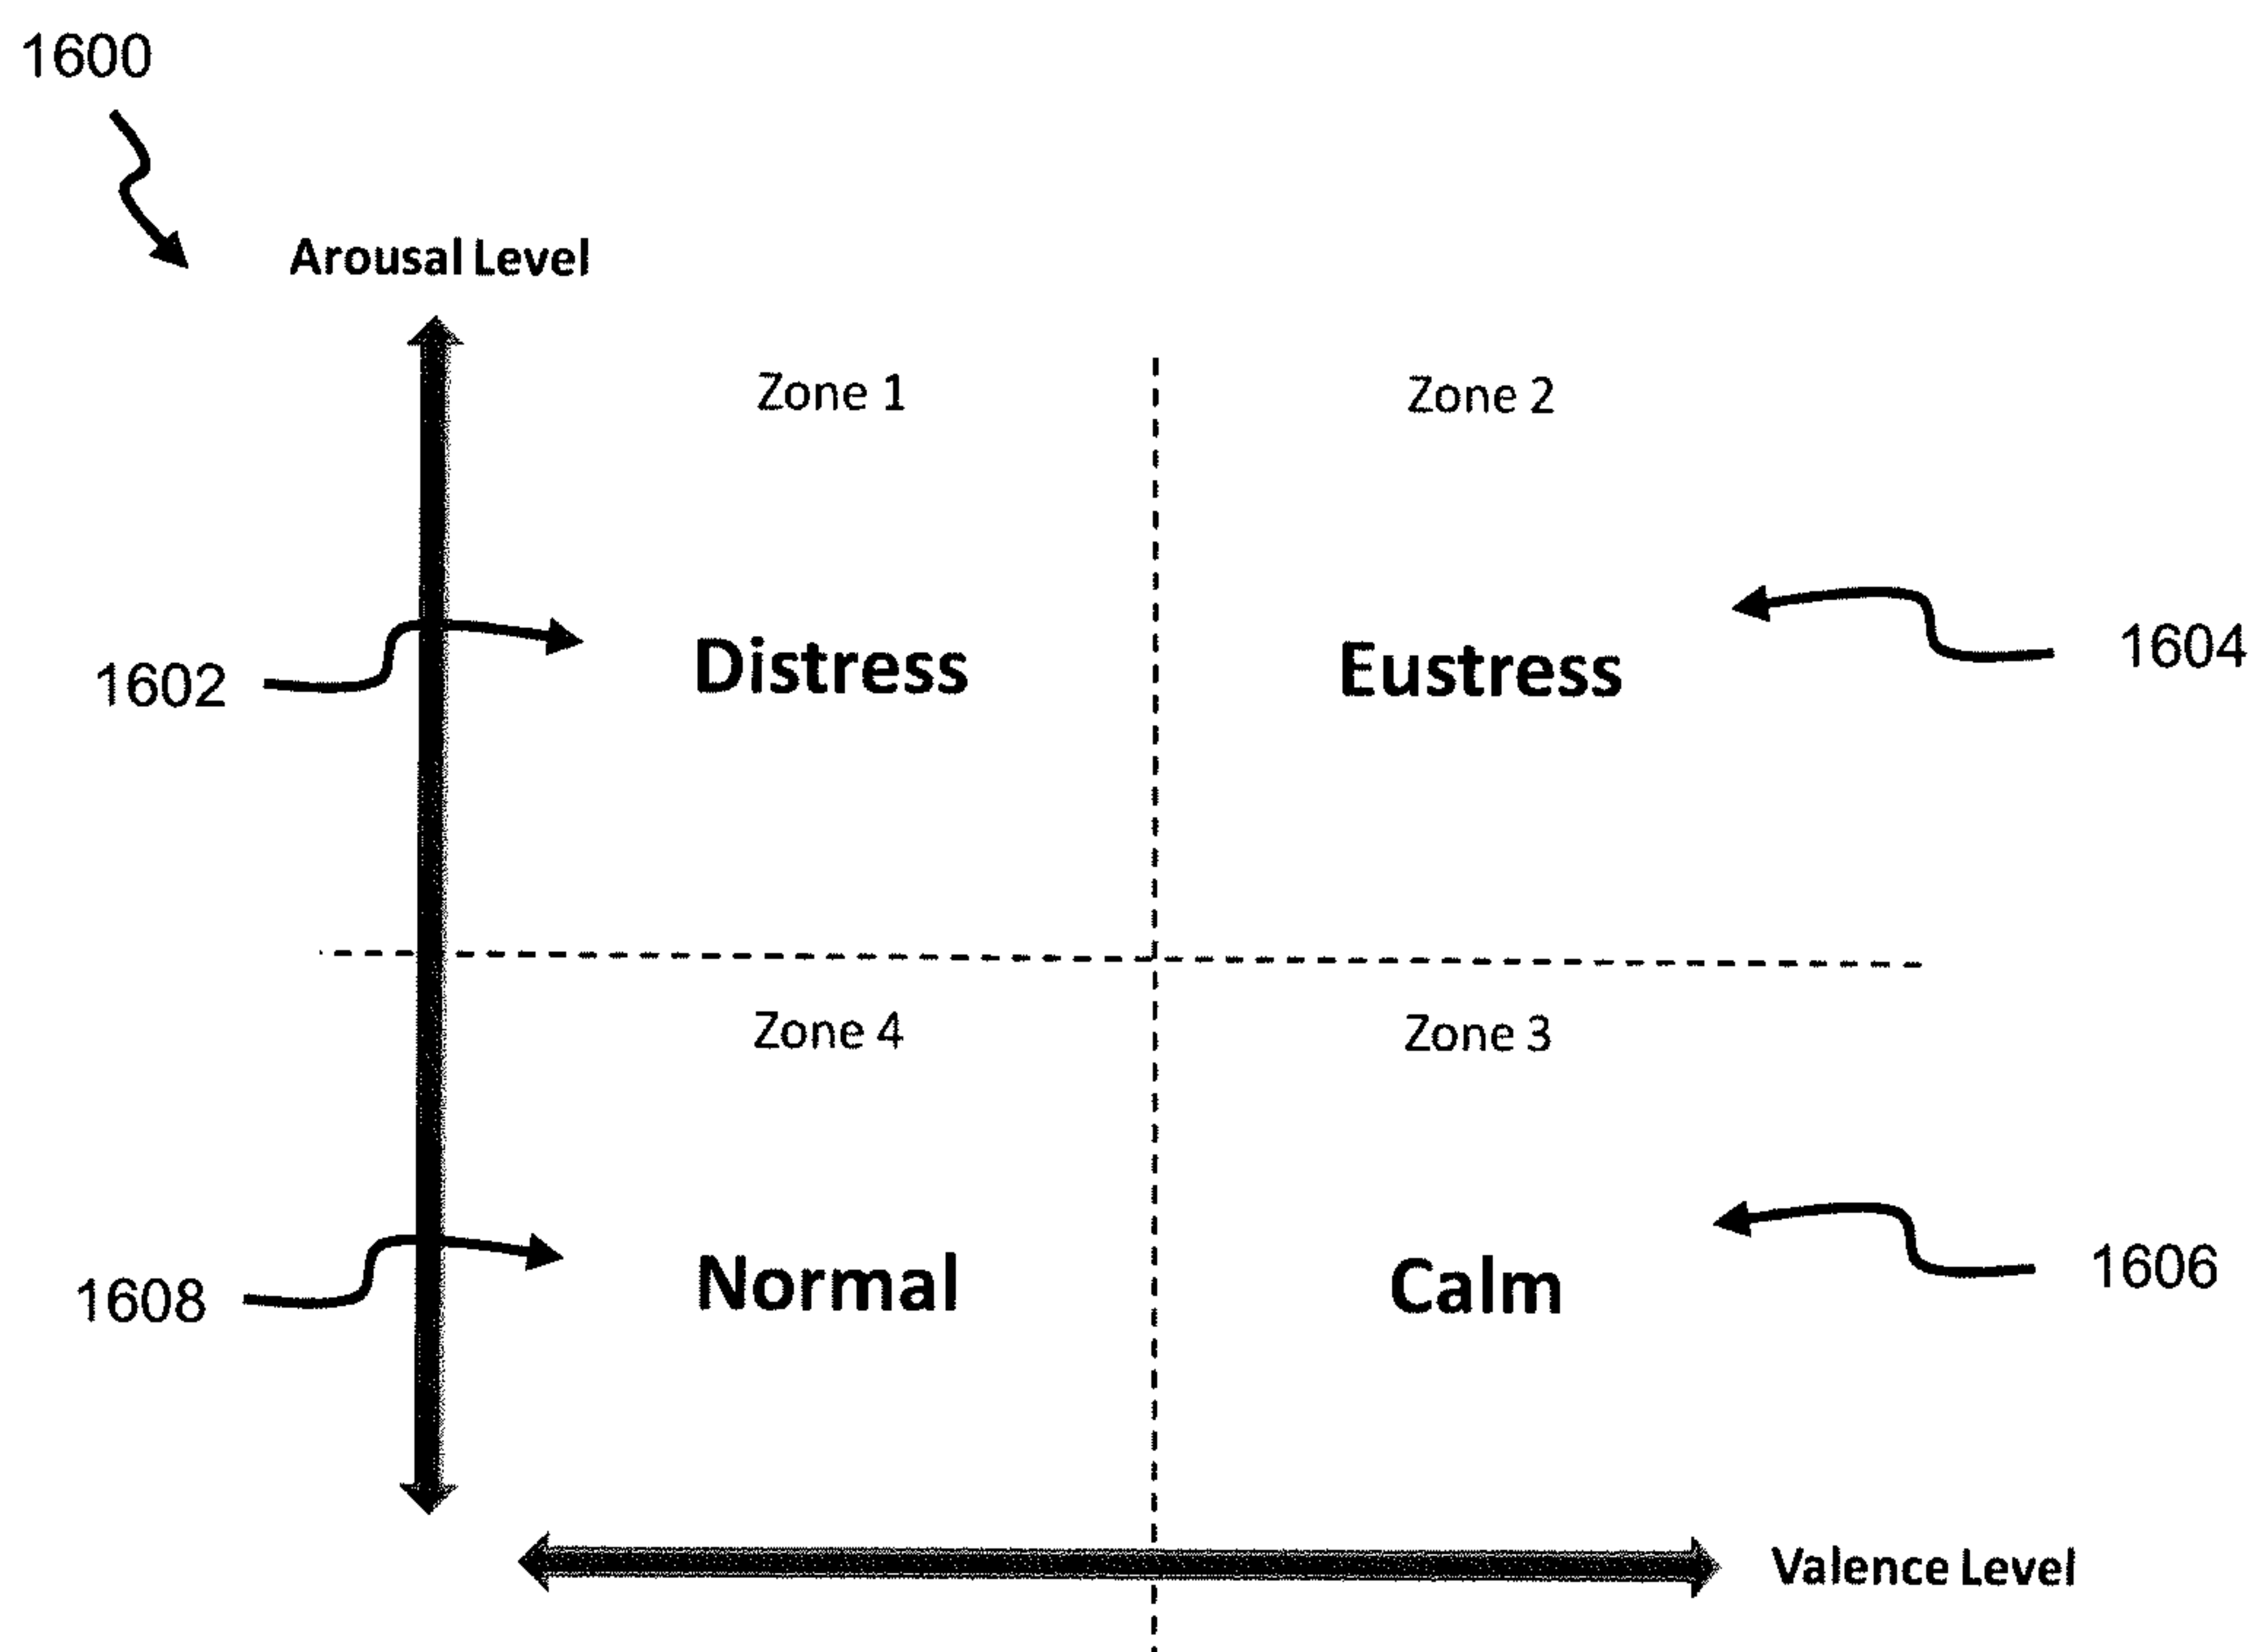 1600
Arousal Level
Zone 1
Zone 2
1602
Distress
Eustress
1604
Zone 4
Zone 3
1608
Normal
Calm
1606
Valence Level